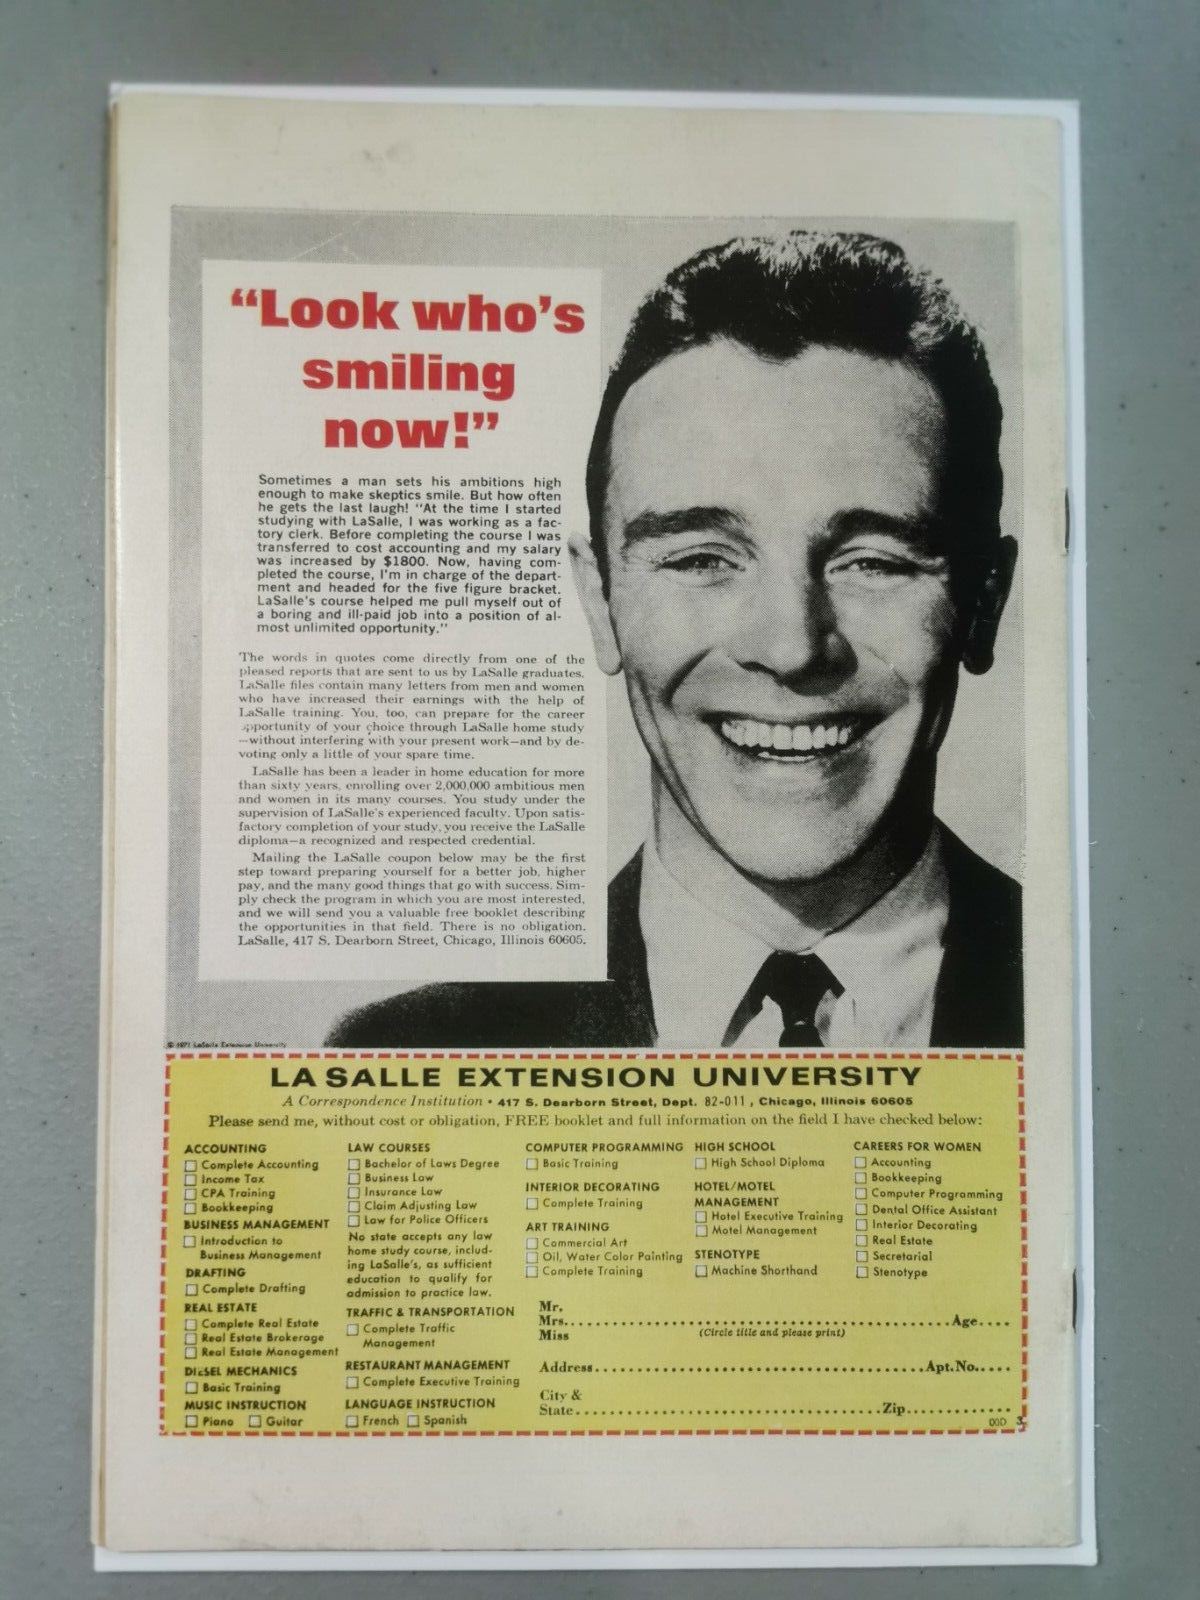 “Look who’s
smiling
now!”
Sometimes a man sets his ambitions high
enough to make skeptics smile. But how often
he gets the last laugh! “At the time I started
studying with LaSalle, I was working as a fac-
tory clerk. Before completing the course I was
transferred to cost accounting and my salary
was increased by $1800. Now, having com-
pleted the course, I’m in charge of the depart-
ment and headed for the five figure bracket.
LaSalle’s course helped me pull myself out of
a boring and ill-paid job into a position of al-
most unlimited opportunity.”
The words in quotes come directly from one of the
pleased reports that are sent to us by LaSalle graduates.
LaSalle files contain many letters from men and women
who have increased their earnings with the help of
LaSalle training. You, too, can prepare for the career
opportunity of your choice through LaSalle home study
—without interfering with your present work—and by de-
voting only a little of your spare time.
LaSalle has been a leader in home education for more
than sixty years, enrolling over 2,000,000 ambitious men
and women in its many courses. You study under the
supervision of LaSalle’s experienced faculty. Upon satis-
factory completion of your study, you receive the LaSalle
diploma—a recognized and respected credential.
Mailing the LaSalle coupon below may be the first
step toward preparing yourself for a better job, higher
pay, and the many good things that go with success. Sim-
ply check the program in which you are most interested,
and we will send you a valuable free booklet describing
the opportunities in that field. There is no obligation.
LaSalle, 417 S. Dearborn Street, Chicago, Illinois 60605.
© 1971 LaSalle Extension University
LA SALLE EXTENSION UNIVERSITY
A Correspondence Institution • 417 S. Dearborn Street, Dept. 82-011, Chicago, Illinois 60605
Please send me, without cost or obligation, FREE booklet and full information on the field I have checked below:
ACCOUNTING
Complete Accounting
Income Tax
CPA Training
Bookkeeping
BUSINESS MANAGEMENT
Introduction to
Business Management
DRAFTING
Complete Drafting
REAL ESTATE
Complete Real Estate
Real Estate Brokerage
Real Estate Management
DIESEL MECHANICS
Basic Training
MUSIC INSTRUCTION
Piano Guitar
LAW COURSES
Bachelor of Laws Degree
Business Law
Insurance Law
Claim Adjusting Law
Law for Police Officers
No state accepts any law
home study course, includ-
ing LaSalle’s, as sufficient
education to qualify for
admission to practice law.
TRAFFIC & TRANSPORTATION
Complete Traffic
Management
RESTAURANT MANAGEMENT
Complete Executive Training
LANGUAGE INSTRUCTION
French Spanish
COMPUTER PROGRAMMING
Basic Training
INTERIOR DECORATING
Complete Training
ART TRAINING
Commercial Art
Oil, Water Color Painting
Complete Training
HIGH SCHOOL
High School Diploma
HOTEL/MOTEL
MANAGEMENT
Hotel Executive Training
Motel Management
STENOTYPE
Machine Shorthand
CAREERS FOR WOMEN
Accounting
Bookkeeping
Computer Programming
Dental Office Assistant
Interior Decorating
Real Estate
Secretarial
Stenotype
Mr.
Mrs. Age
Miss (Circle title and please print)
Address Apt. No.
City &
State Zip
00D 3